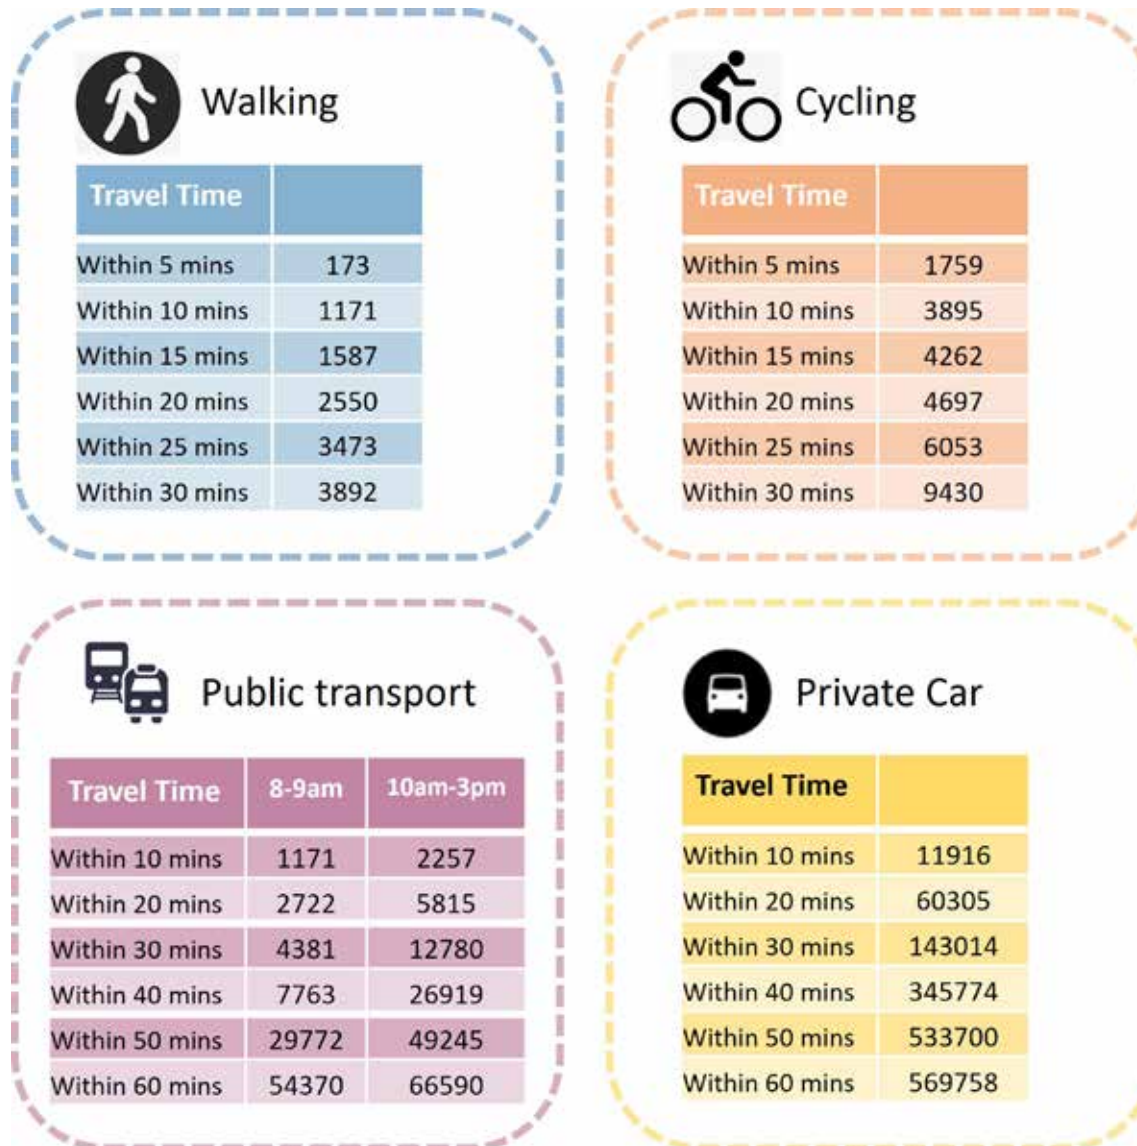 Walking
Travel Time
Within 5 mins 173
Within 10 mins 1171
Within 15 mins 1587
Within 20 mins 2550
Within 25 mins 3473
Within 30 mins 3892
Cycling
Travel Time
Within 5 mins 1759
Within 10 mins 3895
Within 15 mins 4262
Within 20 mins 4697
Within 25 mins 6053
Within 30 mins 9430
Public transport
Travel Time 8-9am 10am-3pm
Within 10 mins 1171 2257
Within 20 mins 2722 5815
Within 30 mins 4381 12780
Within 40 mins 7763 26919
Within 50 mins 29772 49245
Within 60 mins 54370 66590
Private Car
Travel Time
Within 10 mins 11916
Within 20 mins 60305
Within 30 mins 143014
Within 40 mins 345774
Within 50 mins 533700
Within 60 mins 569758